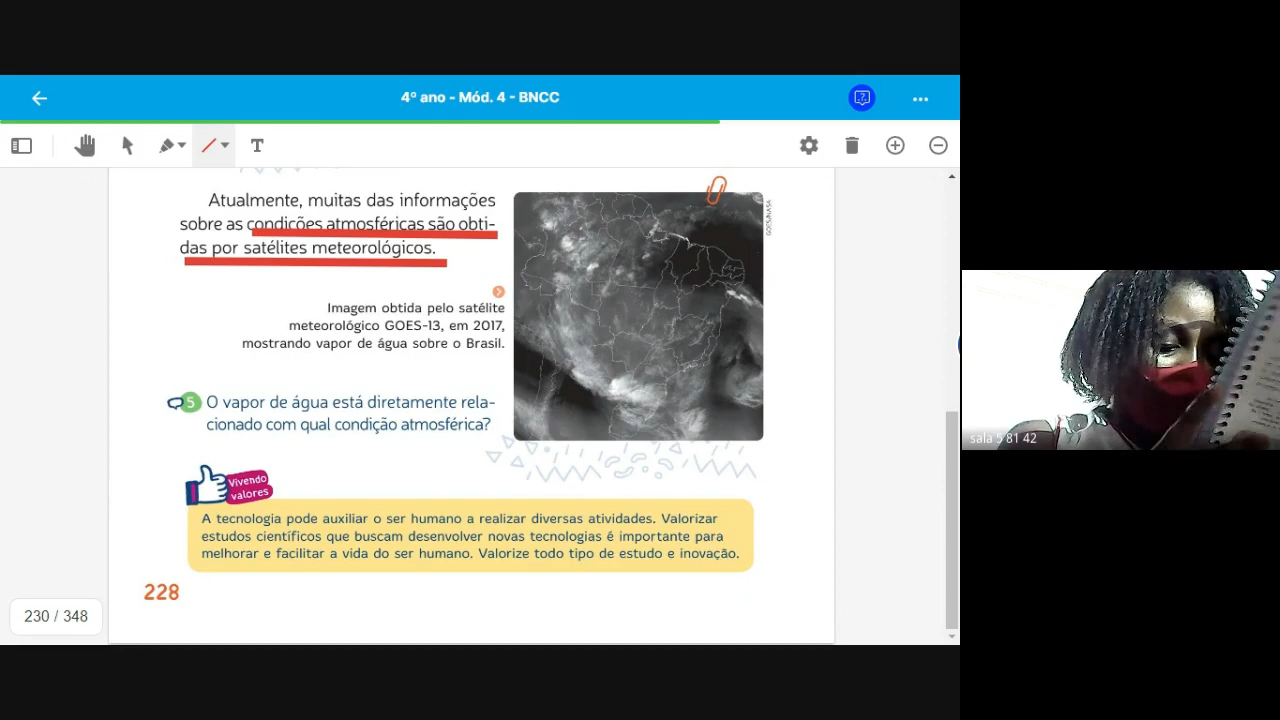 4º ano - Mód. 4 - BNCC
T
Atualmente, muitas das informações
sobre as condições atmosféricas são obti-
das por satélites meteorológicos.
GOES/NASA
Imagem obtida pelo satélite
meteorológico GOES-13, em 2017,
mostrando vapor de água sobre o Brasil.
5 O vapor de água está diretamente rela-
cionado com qual condição atmosférica?
Vivendo
valores
A tecnologia pode auxiliar o ser humano a realizar diversas atividades. Valorizar
estudos científicos que buscam desenvolver novas tecnologias é importante para
melhorar e facilitar a vida do ser humano. Valorize todo tipo de estudo e inovação.
228
230 / 348
sala 5 81 42